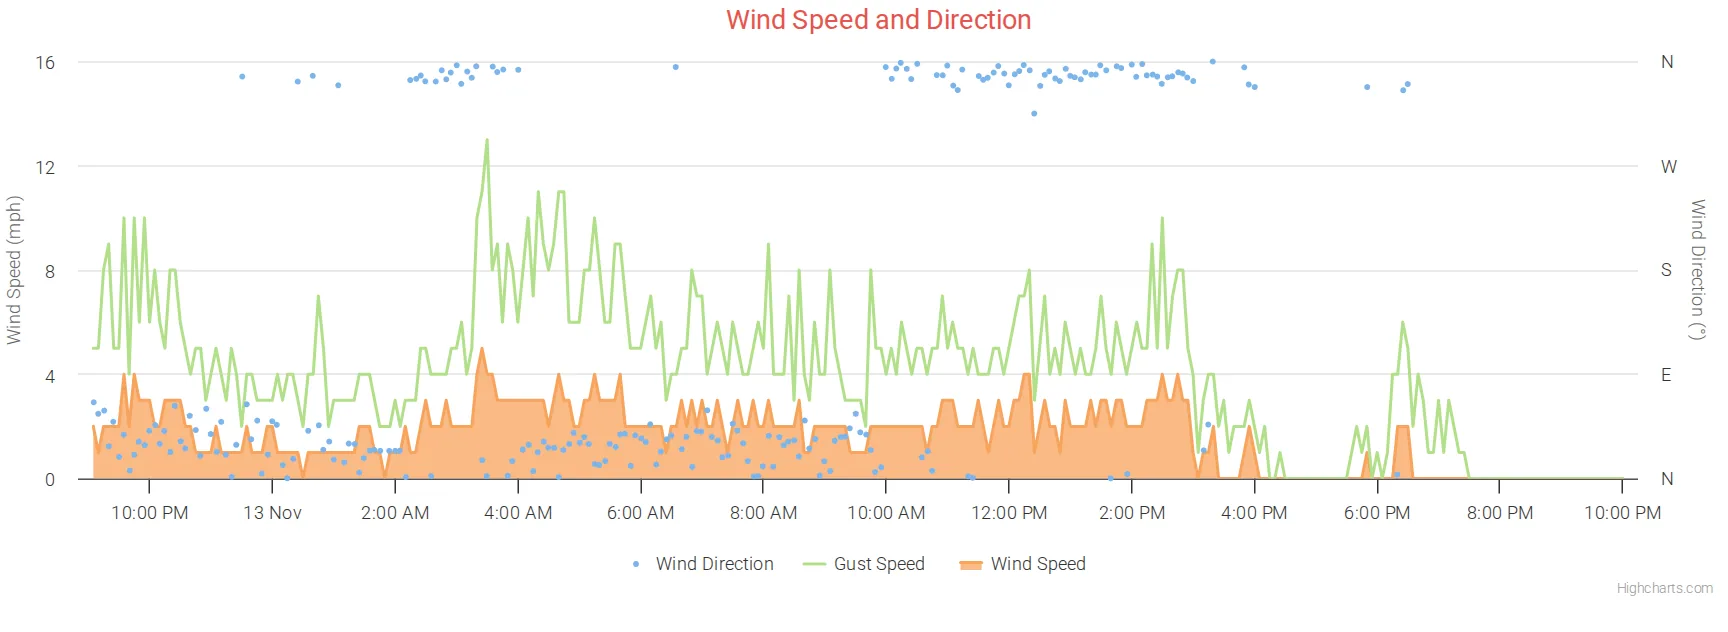 Wind Speed and Direction
16
12
8
4
0
Wind Speed (mph)
N
W
S
E
N
Wind Direction (°)
10:00 PM
13 Nov
2:00 AM
4:00 AM
6:00 AM
8:00 AM
10:00 AM
12:00 PM
2:00 PM
4:00 PM
6:00 PM
8:00 PM
10:00 PM
Wind Direction
Gust Speed
Wind Speed
Highcharts.com